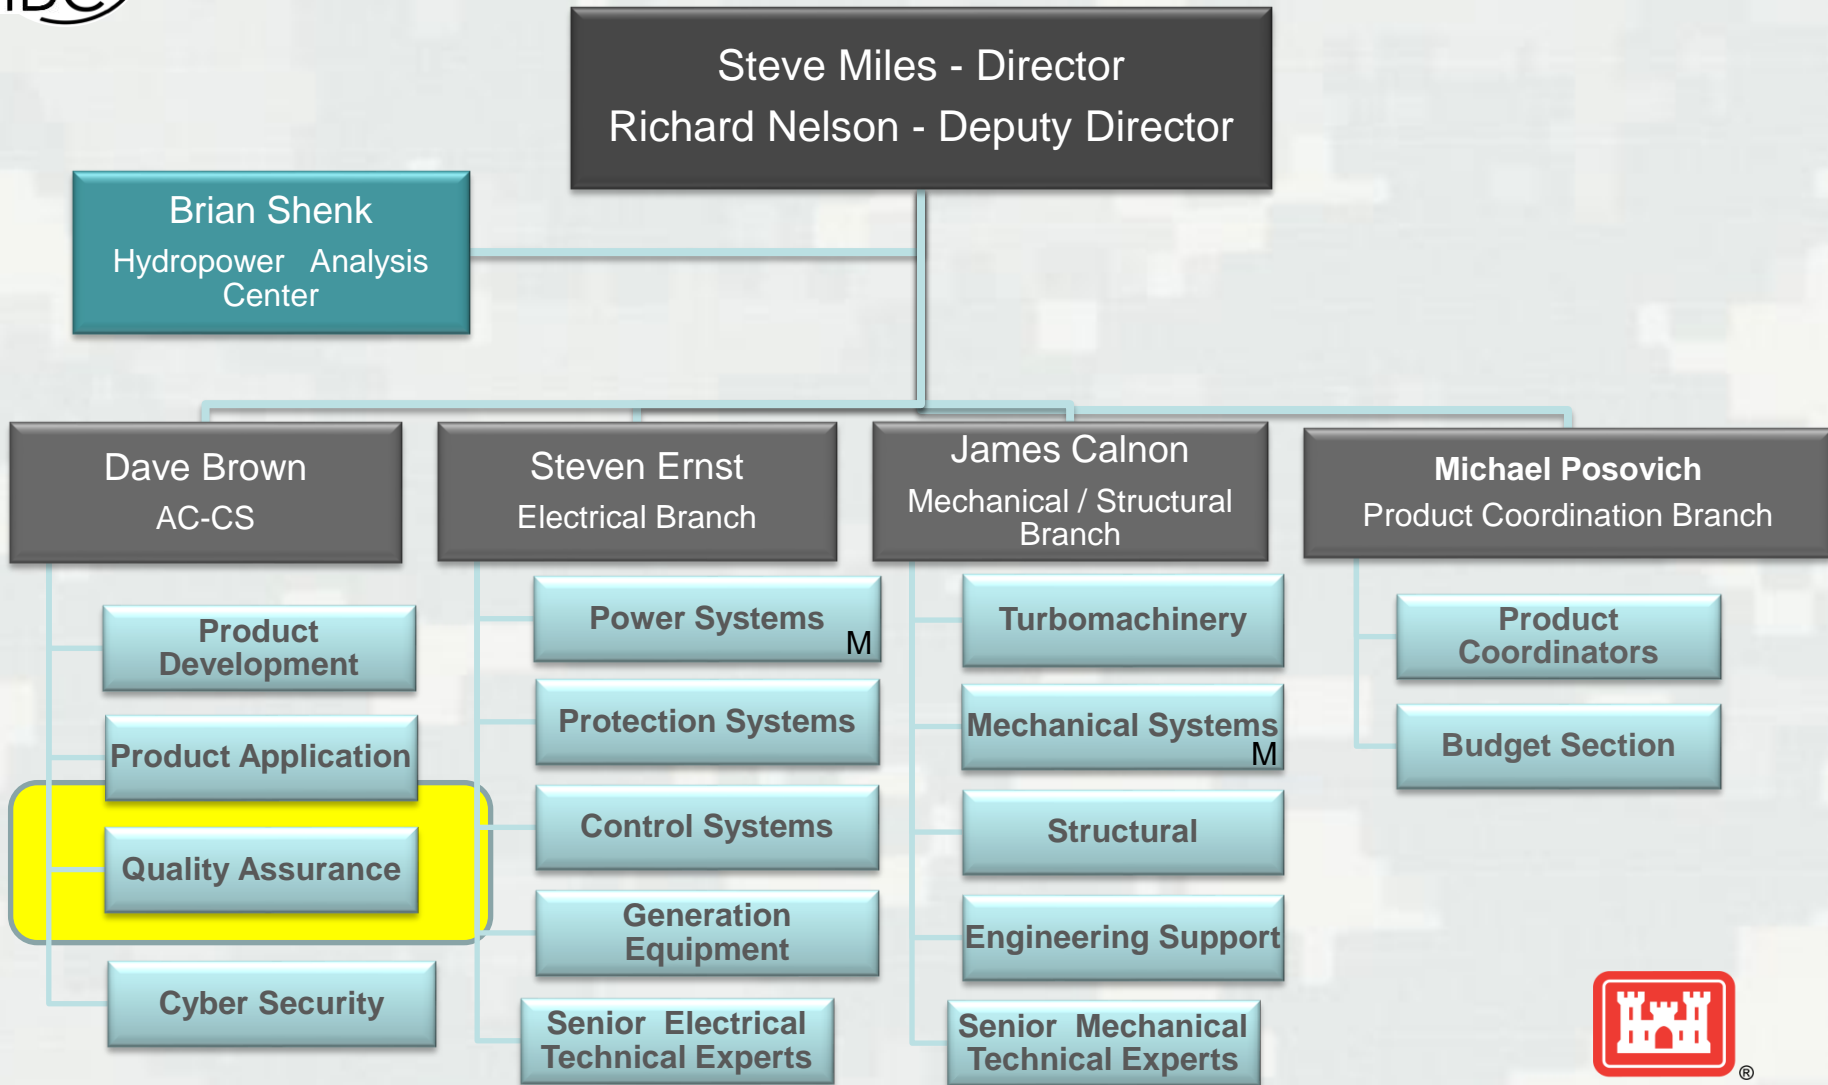 Steve Miles - Director
Richard Nelson - Deputy Director
Brian Shenk
Hydropower Analysis
Center
Dave Brown
AC-CS
Steven Ernst
Electrical Branch
James Calnon
Mechanical / Structural
Branch
Michael Posovich
Product Coordination Branch
Product
Development
Product Application
Quality Assurance
Cyber Security
Power Systems
M
Protection Systems
Control Systems
Generation
Equipment
Senior Electrical
Technical Experts
Turbomachinery
Mechanical Systems
M
Structural
Engineering Support
Senior Mechanical
Technical Experts
Product
Coordinators
Budget Section
®